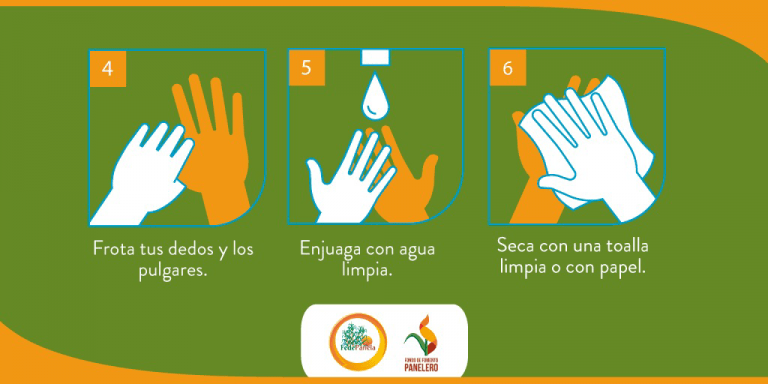 4
5
6
Frota tus dedos y los
pulgares.
Enjuaga con agua
limpia.
Seca con una toalla
limpia o con papel.
FedePanela
FONDO DE FOMENTO
PANELERO